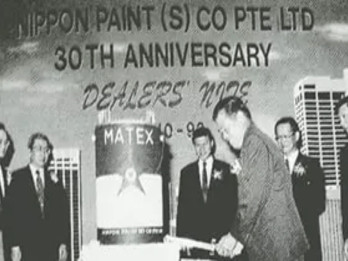 NIPPON PAINT (S) CO PTE LTD
30TH ANNIVERSARY
DEALERS' NITE
MATEX